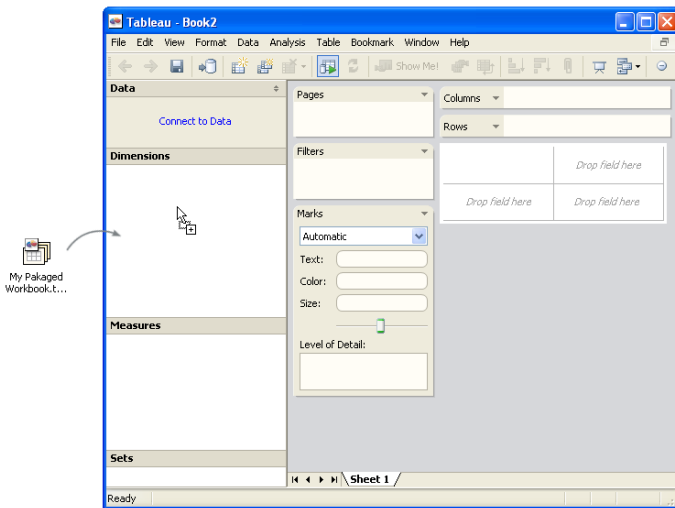 Tableau - Book2
File Edit View Format Data Analysis Table Bookmark Window Help
Show Me!
Data
Connect to Data
Dimensions
Measures
Sets
Pages
Filters
Marks
Automatic
Text:
Color:
Size:
Level of Detail:
Columns
Rows
Drop field here
Drop field here
Drop field here
My Pakaged
Workbook.t...
Sheet 1
Ready